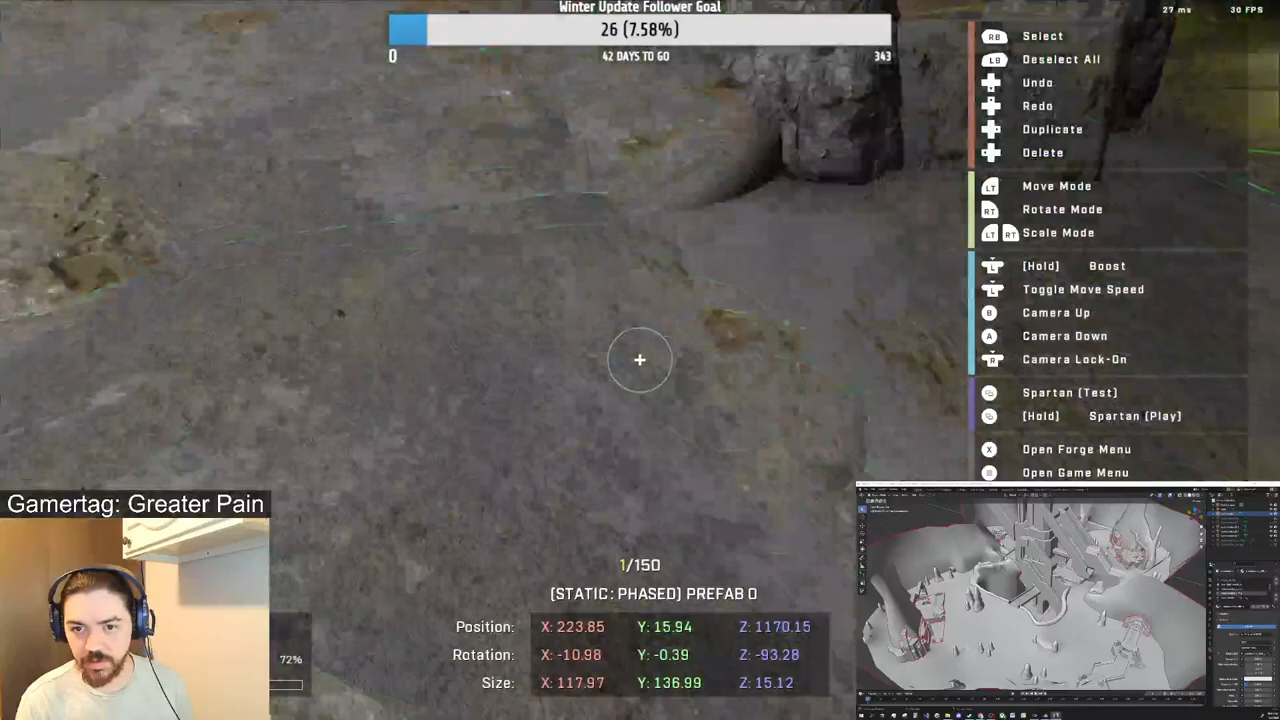 Winter Update Follower Goal
26 (7.58%)
0
42 DAYS TO GO
343
27 ms
30 FPS
RB Select
LB Deselect All
Undo
Redo
Duplicate
Delete
LT Move Mode
RT Rotate Mode
LT RT Scale Mode
L [Hold] Boost
L Toggle Move Speed
B Camera Up
A Camera Down
R Camera Lock-On
Spartan (Test)
[Hold] Spartan (Play)
X Open Forge Menu
Open Game Menu
Gamertag: Greater Pain
72%
1/150
[STATIC : PHASED] PREFAB 0
Position: X: 223.85 Y: 15.94 Z: 1170.15
Rotation: X: -10.98 Y: -0.39 Z: -93.28
Size: X: 117.97 Y: 136.99 Z: 15.12